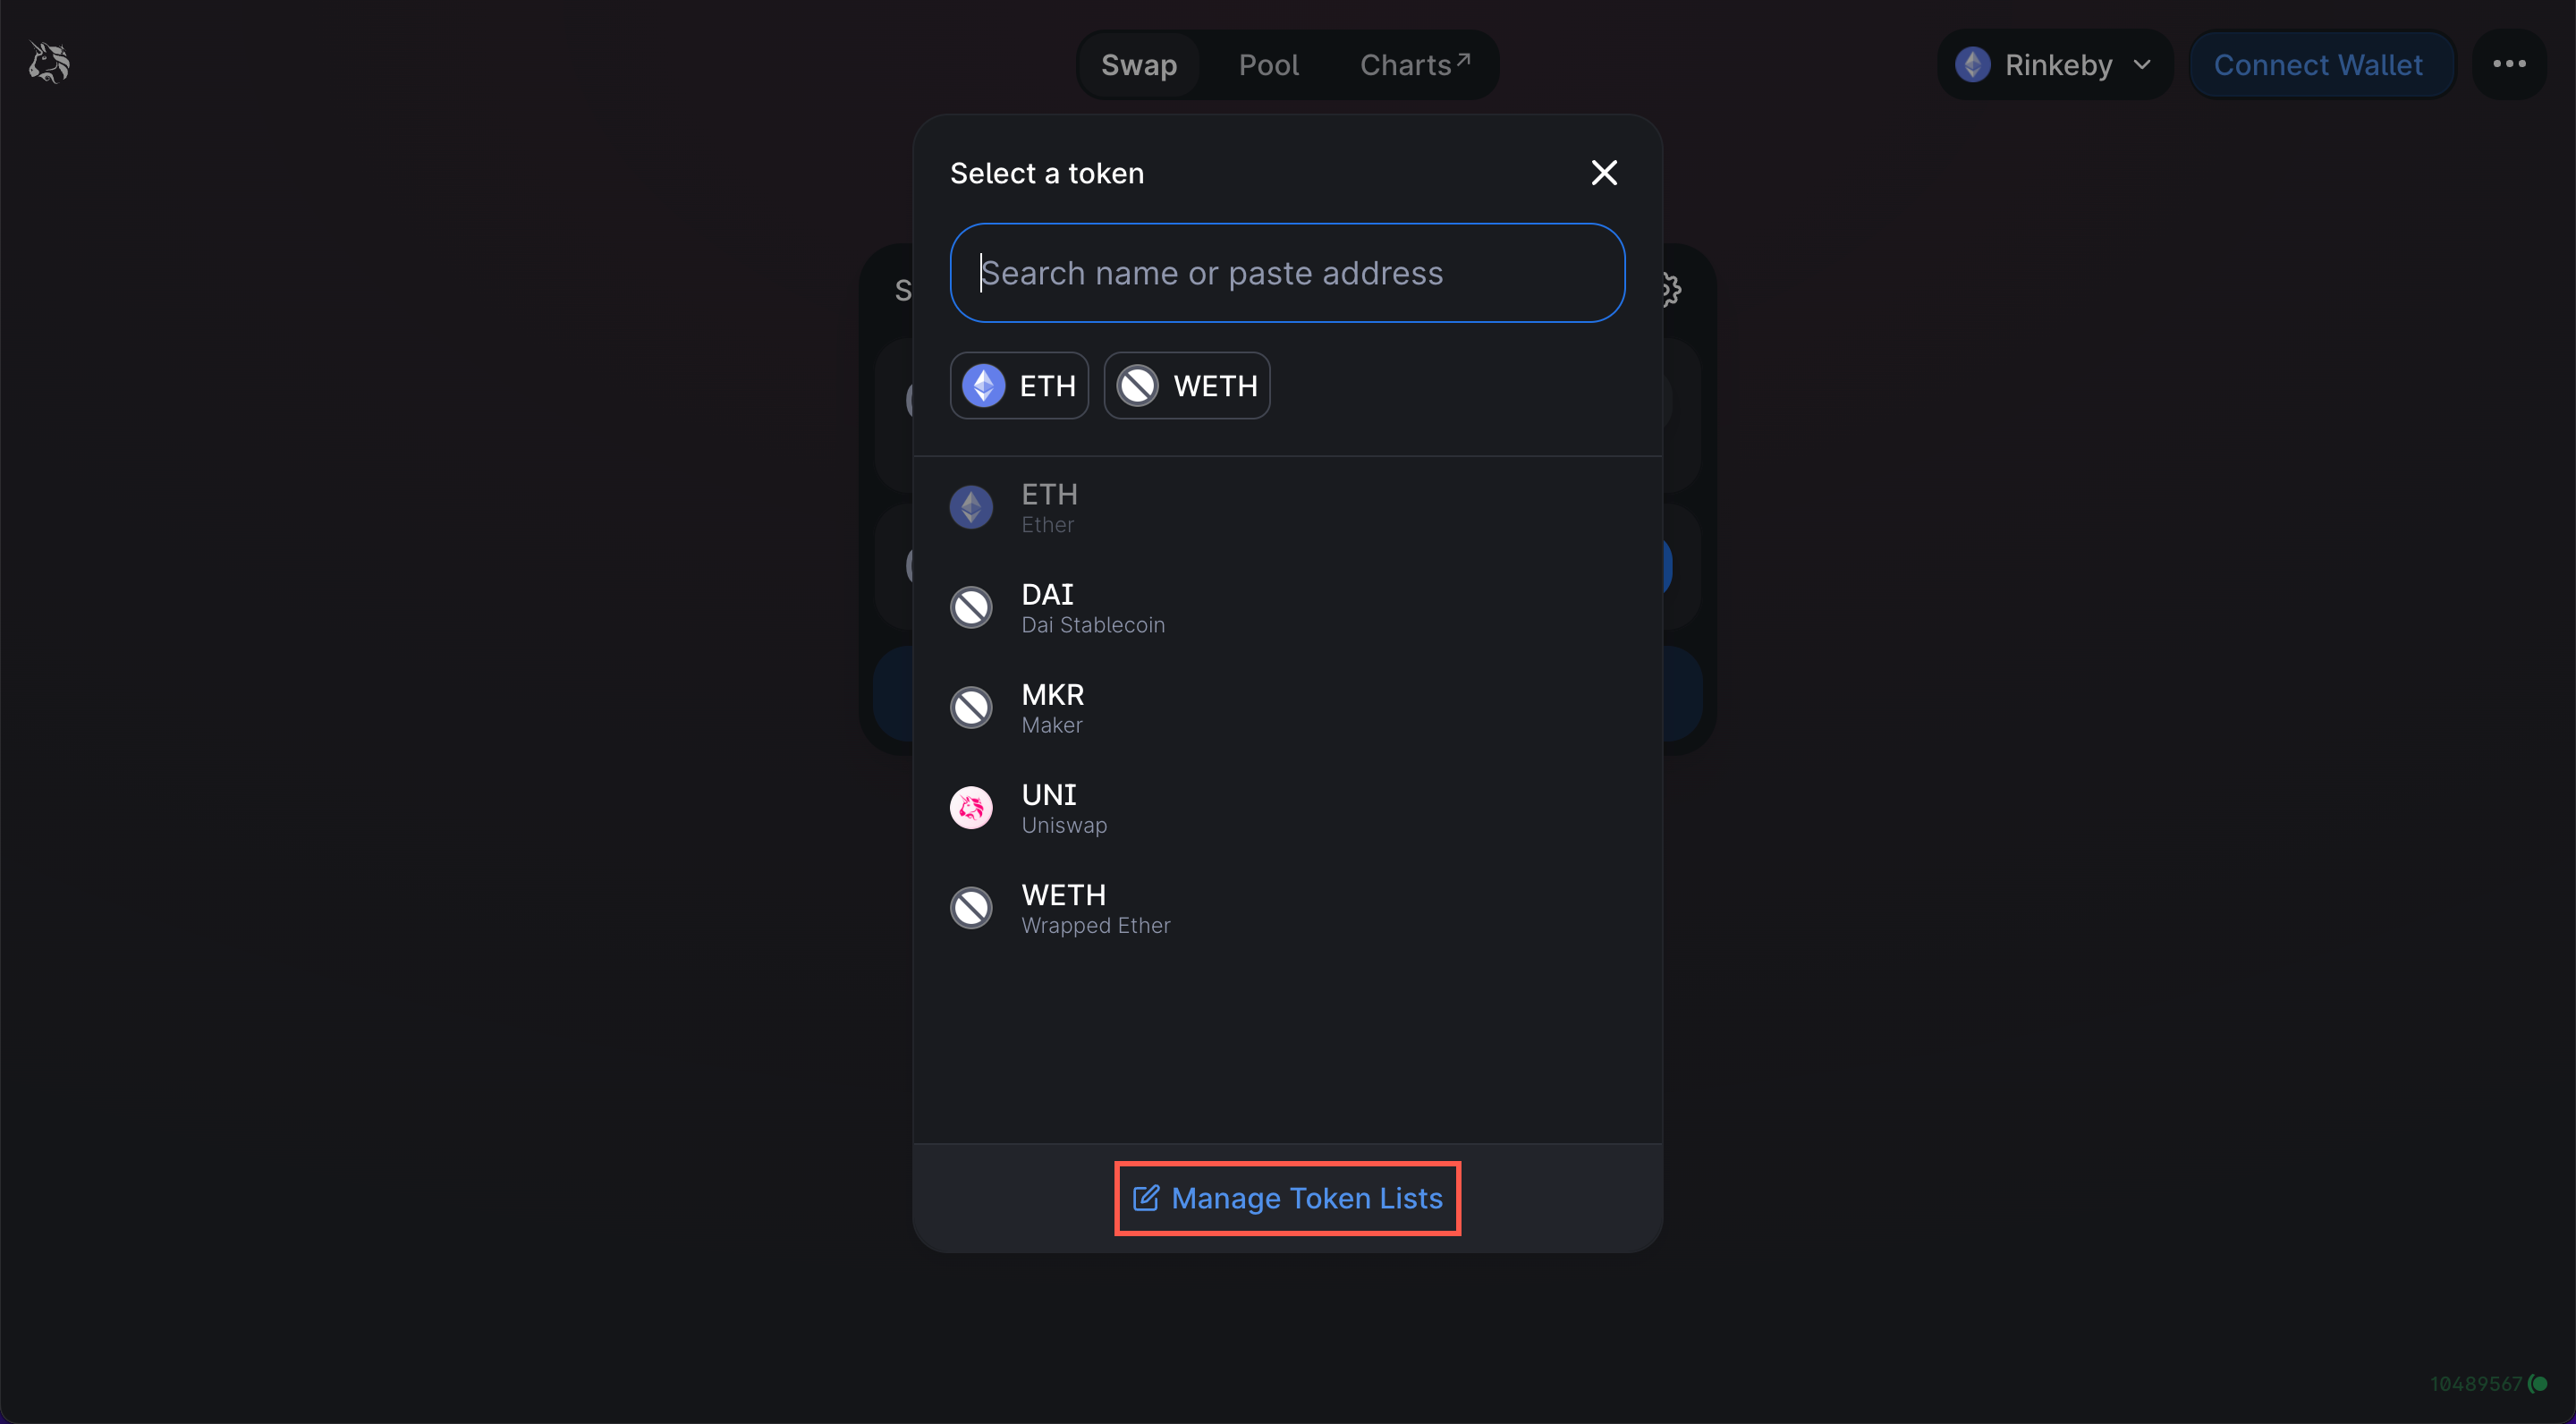 Swap Pool Charts↗
Rinkeby Connect Wallet
Select a token
Search name or paste address
S
ETH WETH
ETH
Ether
DAI
Dai Stablecoin
MKR
Maker
UNI
Uniswap
WETH
Wrapped Ether
Manage Token Lists
10489567